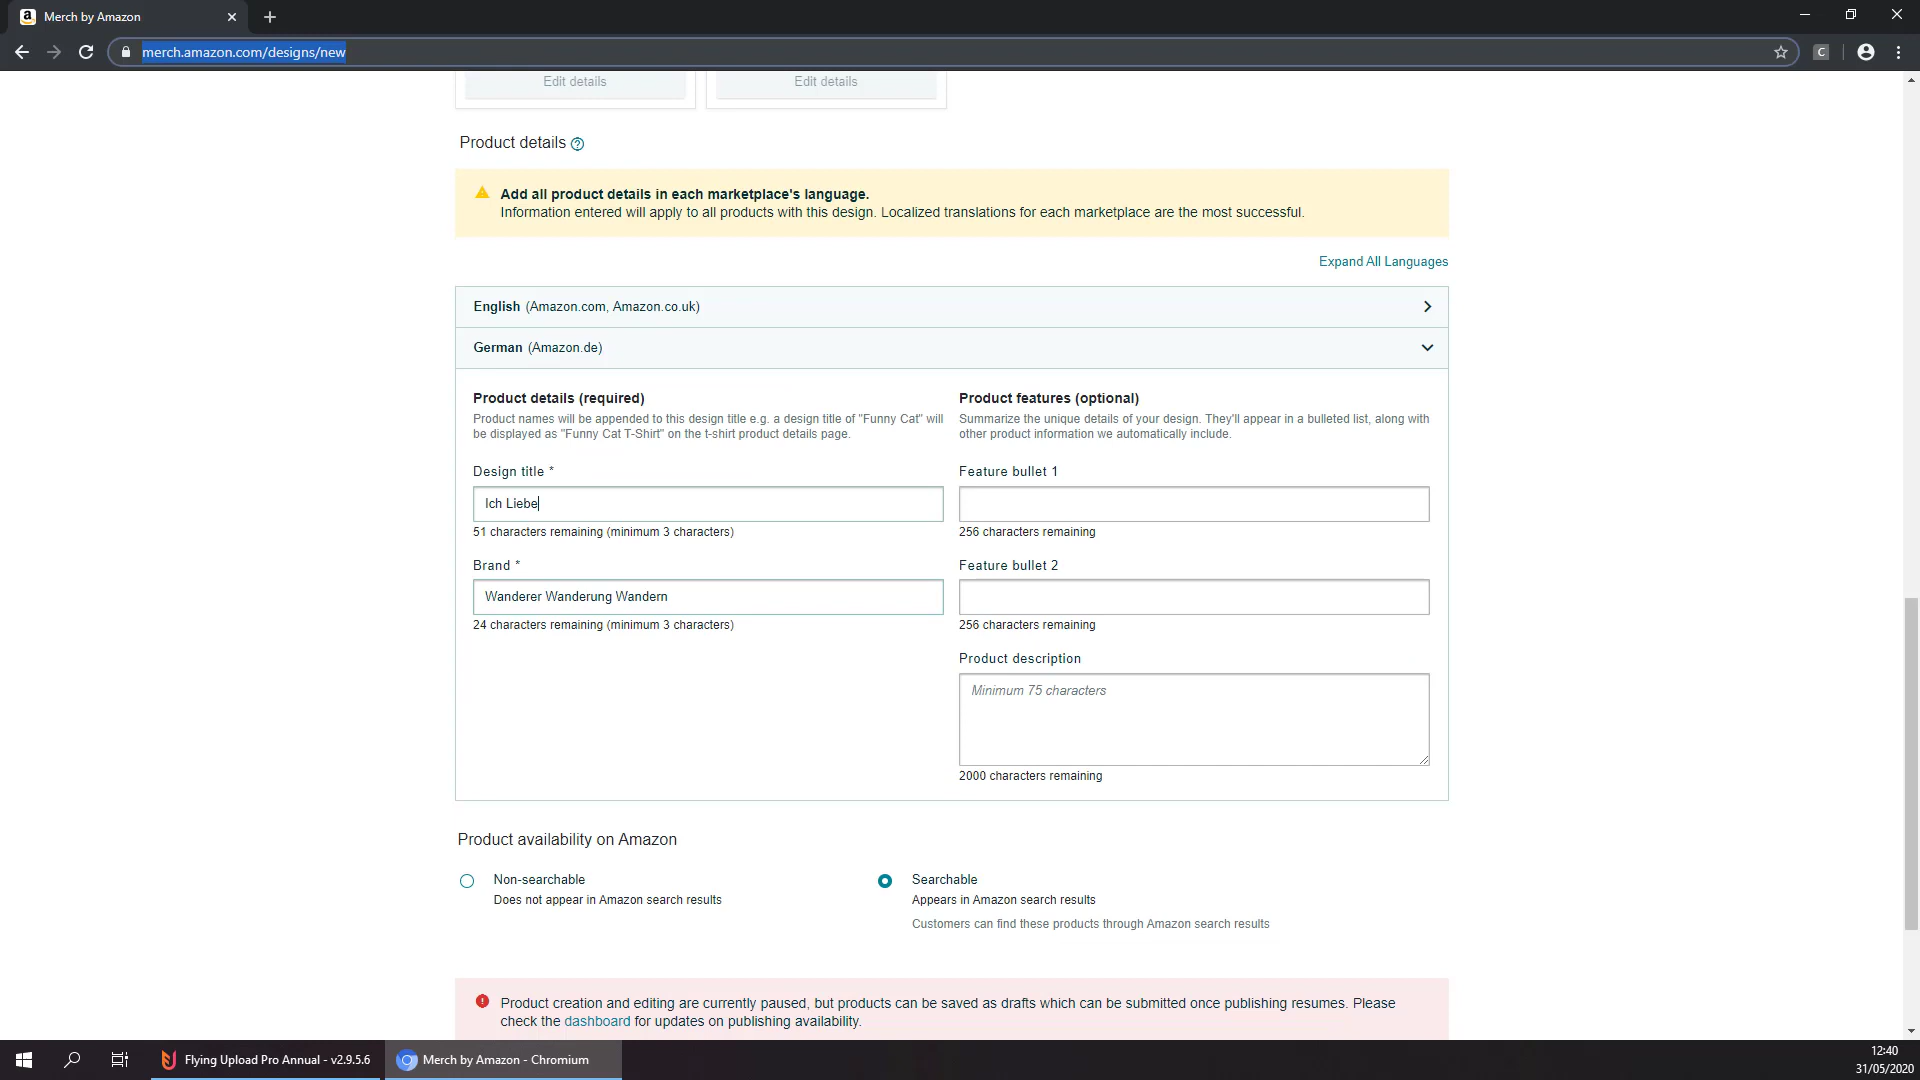 Merch by Amazon
merch.amazon.com/designs/new
C
Edit details
Edit details
Product details
Add all product details in each marketplace's language.
Information entered will apply to all products with this design. Localized translations for each marketplace are the most successful.
Expand All Languages
English (Amazon.com, Amazon.co.uk)
German (Amazon.de)
Product details (required)
Product names will be appended to this design title e.g. a design title of "Funny Cat" will
be displayed as "Funny Cat T-Shirt" on the t-shirt product details page.
Product features (optional)
Summarize the unique details of your design. They'll appear in a bulleted list, along with
other product information we automatically include.
Design title *
Ich Liebe
51 characters remaining (minimum 3 characters)
Feature bullet 1
256 characters remaining
Brand *
Wanderer Wanderung Wandern
24 characters remaining (minimum 3 characters)
Feature bullet 2
256 characters remaining
Product description
Minimum 75 characters
2000 characters remaining
Product availability on Amazon
Non-searchable
Does not appear in Amazon search results
Searchable
Appears in Amazon search results
Customers can find these products through Amazon search results
Product creation and editing are currently paused, but products can be saved as drafts which can be submitted once publishing resumes. Please
check the dashboard for updates on publishing availability.
Flying Upload Pro Annual - v2.9.5.6
Merch by Amazon - Chromium
12:40
31/05/2020